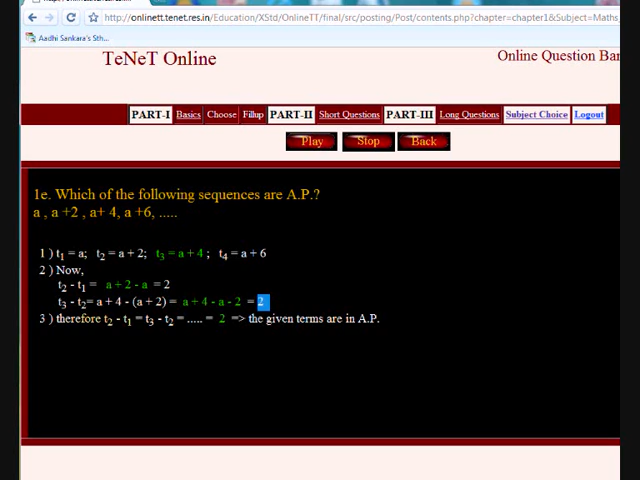 http://onlinett.tenet.res.in/Education/XStd/OnlineTT/final/src/posting/Post/contents.php?chapter=chapter1&Subject=Maths_
Aadhi Sankara's Sth...
TeNeT Online
Online Question Ban
PART-I Basics Choose Fillup PART-II Short Questions PART-III Long Questions Subject Choice Logout
Play Stop Back
1e. Which of the following sequences are A.P.?
a , a +2 , a+ 4, a +6, .....
1 ) t₁ = a; t₂ = a + 2; t₃ = a + 4 ; t₄ = a + 6
2 ) Now,
t₂ - t₁ = a + 2 - a = 2
t₃ - t₂= a + 4 - (a + 2) = a + 4 - a - 2 = 2
3 ) therefore t₂ - t₁ = t₃ - t₂ = ..... = 2 => the given terms are in A.P.